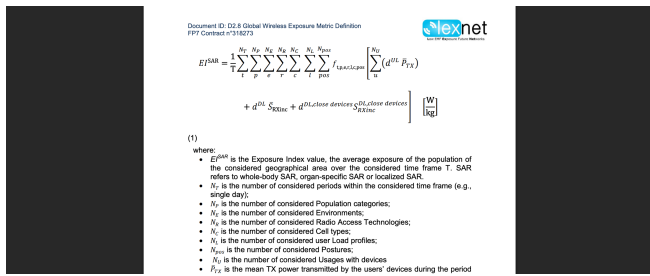 Document ID: D2.8 Global Wireless Exposure Metric Definition
FP7 Contract n°318273
lexnet
Low EMF Exposure Future Networks
EI^SAR = 1/T ∑_t^{N_T} ∑_p^{N_P} ∑_e^{N_E} ∑_r^{N_R} ∑_c^{N_C} ∑_l^{N_L} ∑_pos^{N_pos} f_{t,p,e,r,l,c,pos} [ ∑_u^{N_U} (d^UL P̄_TX)
+ d^DL S̄_RXinc + d^{DL,close devices} S_RXinc^{DL,close devices} ] [W/kg]
(1)
where:
• EI^SAR is the Exposure Index value, the average exposure of the population of
the considered geographical area over the considered time frame T. SAR
refers to whole-body SAR, organ-specific SAR or localized SAR.
• N_T is the number of considered periods within the considered time frame (e.g.,
single day);
• N_P is the number of considered Population categories;
• N_E is the number of considered Environments;
• N_R is the number of considered Radio Access Technologies;
• N_C is the number of considered Cell types;
• N_L is the number of considered user Load profiles;
• N_pos is the number of considered Postures;
• N_U is the number of considered Usages with devices
• P̄_TX is the mean TX power transmitted by the users' devices during the period